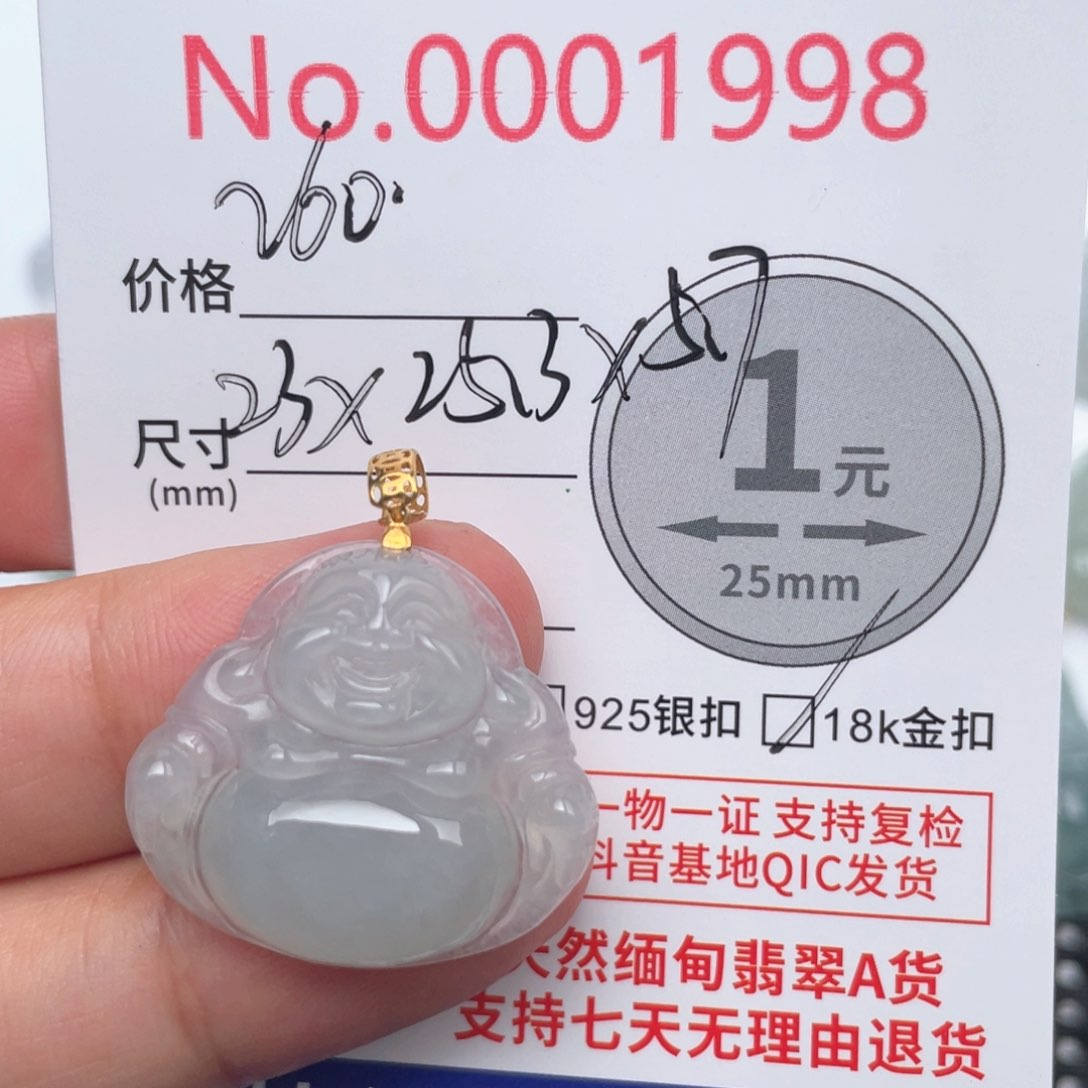 No.0001998
价格 260.
尺寸 23x25.3x5.7
(mm)
1元
25mm
925银扣 18k金扣
一物一证 支持复检
抖音基地QIC发货
天然缅甸翡翠A货
支持七天无理由退货